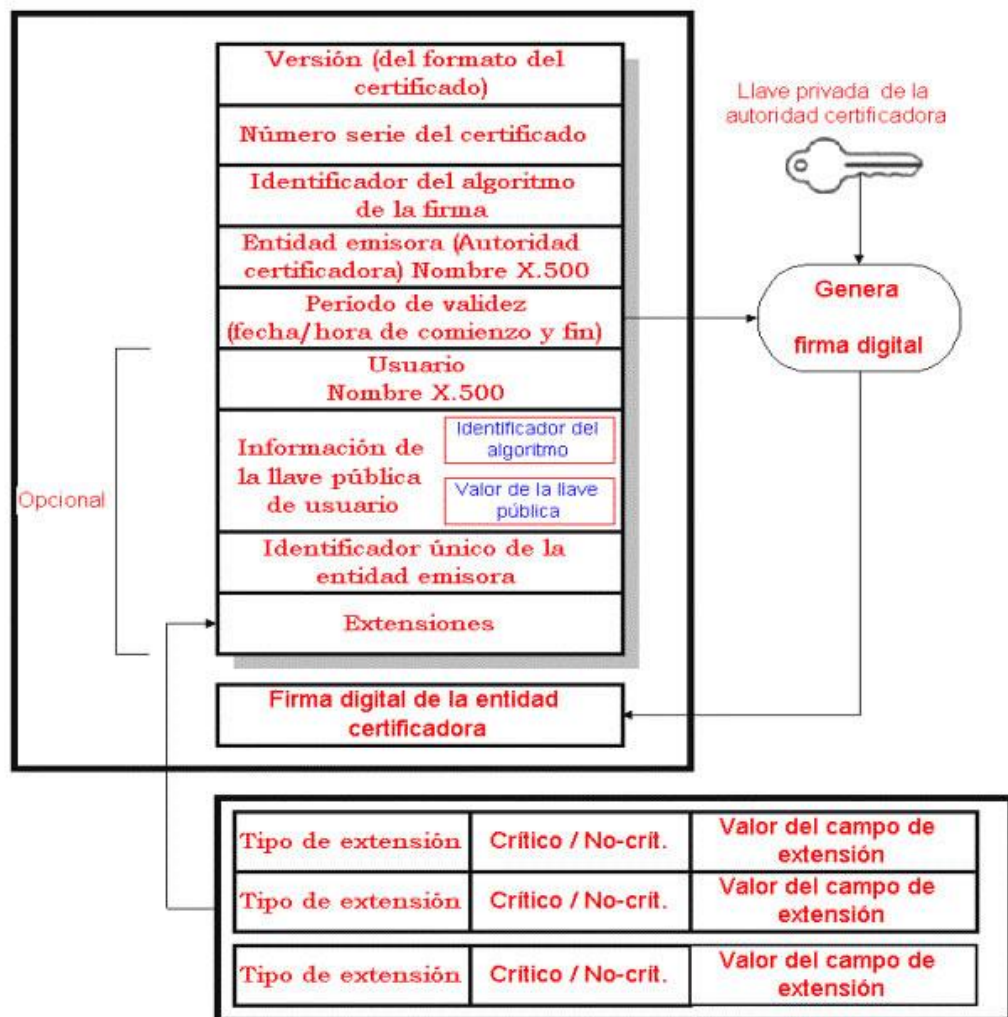 Versión (del formato del
certificado)
Número serie del certificado
Identificador del algoritmo
de la firma
Entidad emisora (Autoridad
certificadora) Nombre X.500
Período de validez
(fecha/hora de comienzo y fin)
Usuario
Nombre X.500
Información de
la llave pública
de usuario
Identificador del
algoritmo
Valor de la llave
pública
Identificador único de la
entidad emisora
Extensiones
Opcional
Firma digital de la entidad
certificadora
Llave privada de la
autoridad certificadora
Genera
firma digital
Tipo de extensión
Crítico / No-crít.
Valor del campo de
extensión
Tipo de extensión
Crítico / No-crít.
Valor del campo de
extensión
Tipo de extensión
Crítico / No-crít.
Valor del campo de
extensión